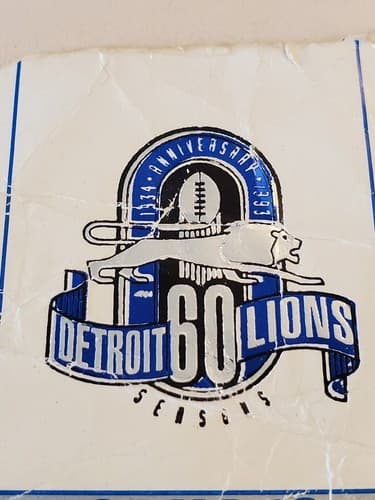 1934 • ANNIVERSARY • 1993
DETROIT 60 LIONS
SEASONS